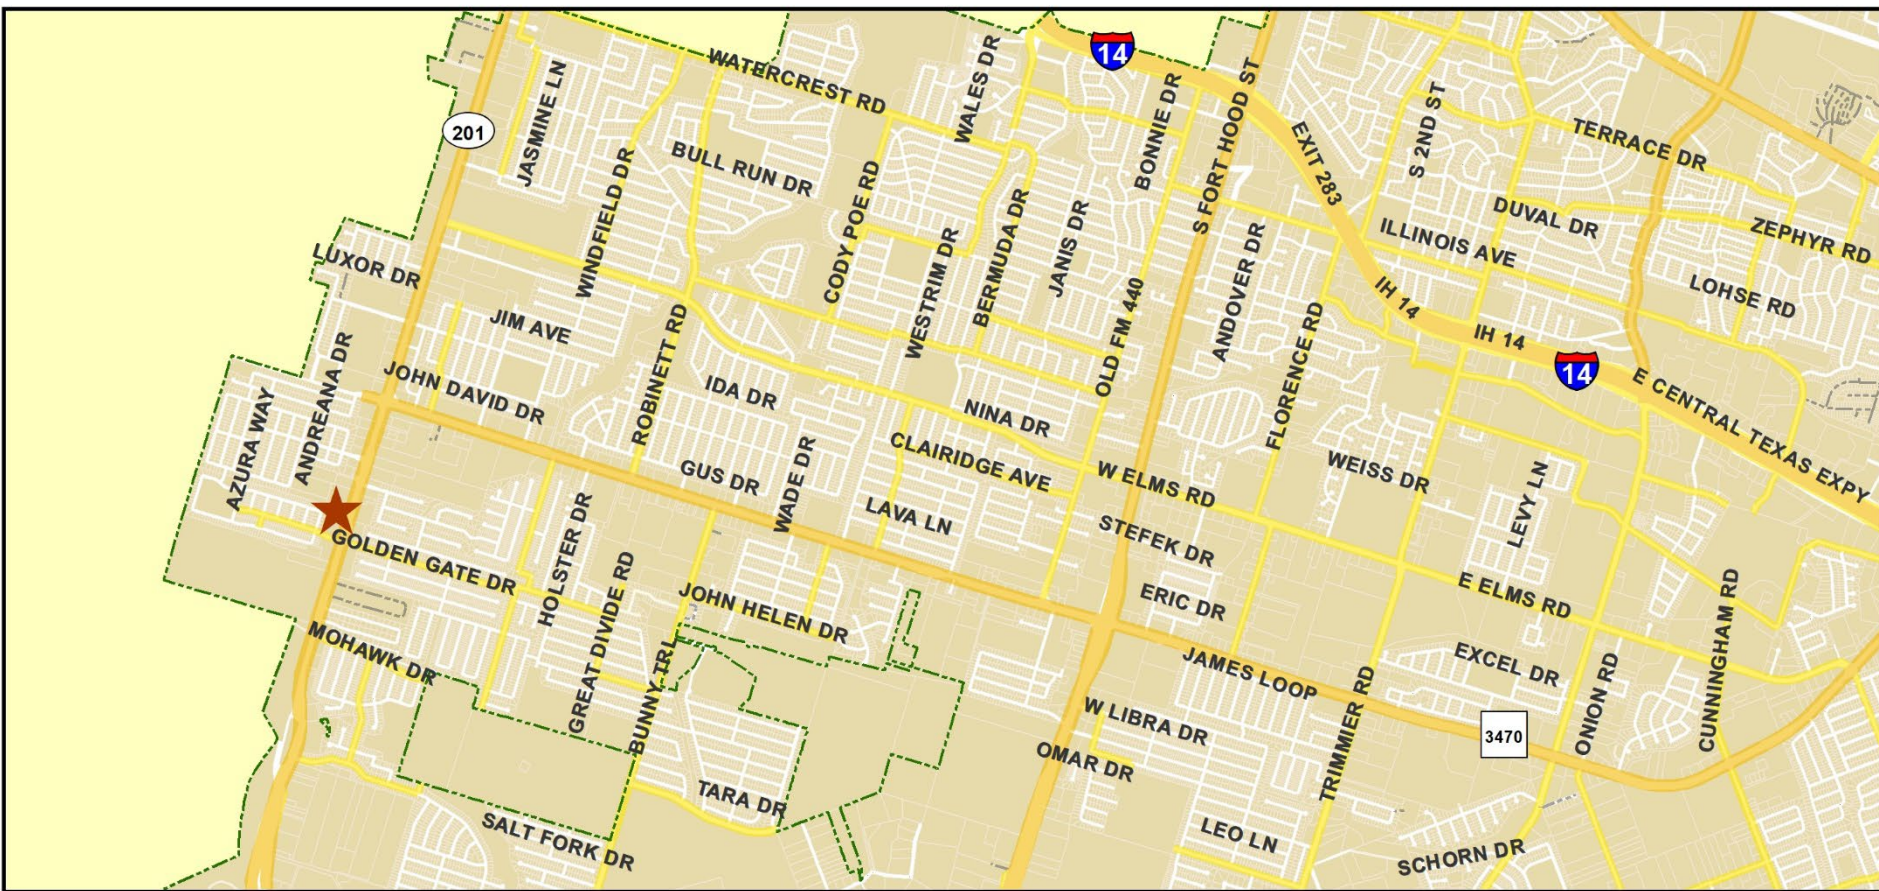 WATERCREST RD
WALES DR
14
S FORT HOOD ST
BONNIE DR
JASMINE LN
201
EXIT 283
S 2ND ST
TERRACE DR
BULL RUN DR
WINDFIELD DR
CODY POE RD
BERMUDA DR
JANIS DR
DUVAL DR
ZEPHYR RD
ILLINOIS AVE
LUXOR DR
WESTRIM DR
ANDOVER DR
LOHSE RD
IH 14
IH 14
14
JIM AVE
ROBINETT RD
OLD FM 440
FLORENCE RD
ANDREANA DR
JOHN DAVID DR
IDA DR
NINA DR
E CENTRAL TEXAS EXPY
AZURA WAY
GUS DR
WADE DR
CLAIRIDGE AVE
W ELMS RD
WEISS DR
LEVY LN
LAVA LN
STEFEK DR
GOLDEN GATE DR
HOLSTER DR
GREAT DIVIDE RD
JOHN HELEN DR
ERIC DR
E ELMS RD
CUNNINGHAM RD
MOHAWK DR
BUNNY TRL
JAMES LOOP
EXCEL DR
ONION RD
W LIBRA DR
TRIMMIER RD
3470
OMAR DR
TARA DR
SALT FORK DR
LEO LN
SCHORN DR